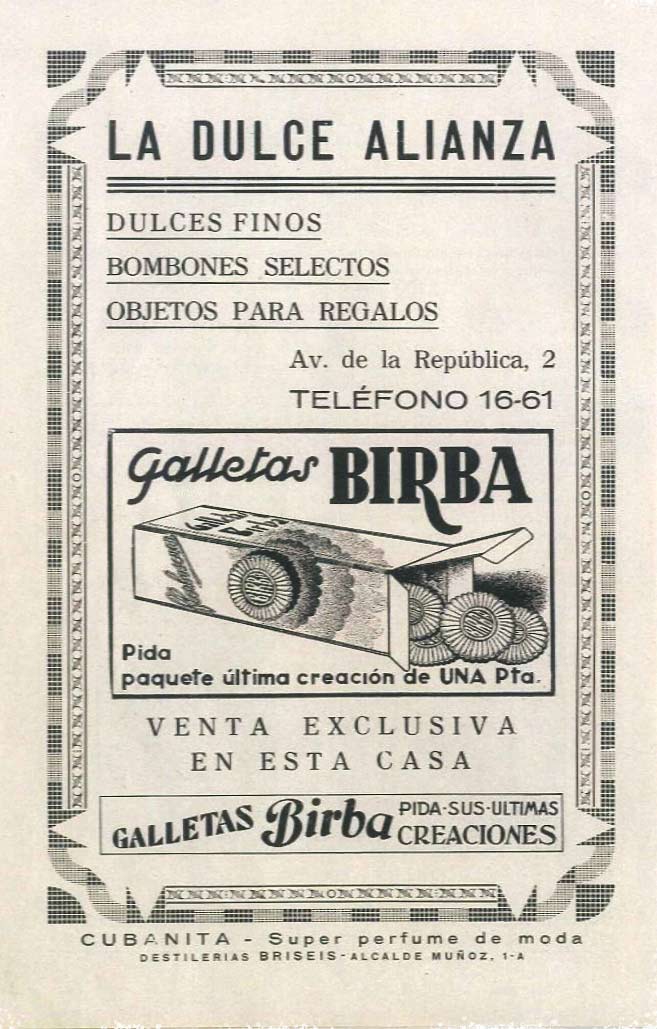 LA DULCE ALIANZA
DULCES FINOS
BOMBONES SELECTOS
OBJETOS PARA REGALOS
Av. de la República, 2
TELÉFONO 16-61
Galletas BIRBA
Galletas
Birba
Pida
paquete última creación de UNA Pta.
VENTA EXCLUSIVA
EN ESTA CASA
GALLETAS Birba PIDA-SUS-ULTIMAS
CREACIONES
CUBANITA - Super perfume de moda
DESTILERIAS BRISEIS-ALCALDE MUÑOZ, 1-A